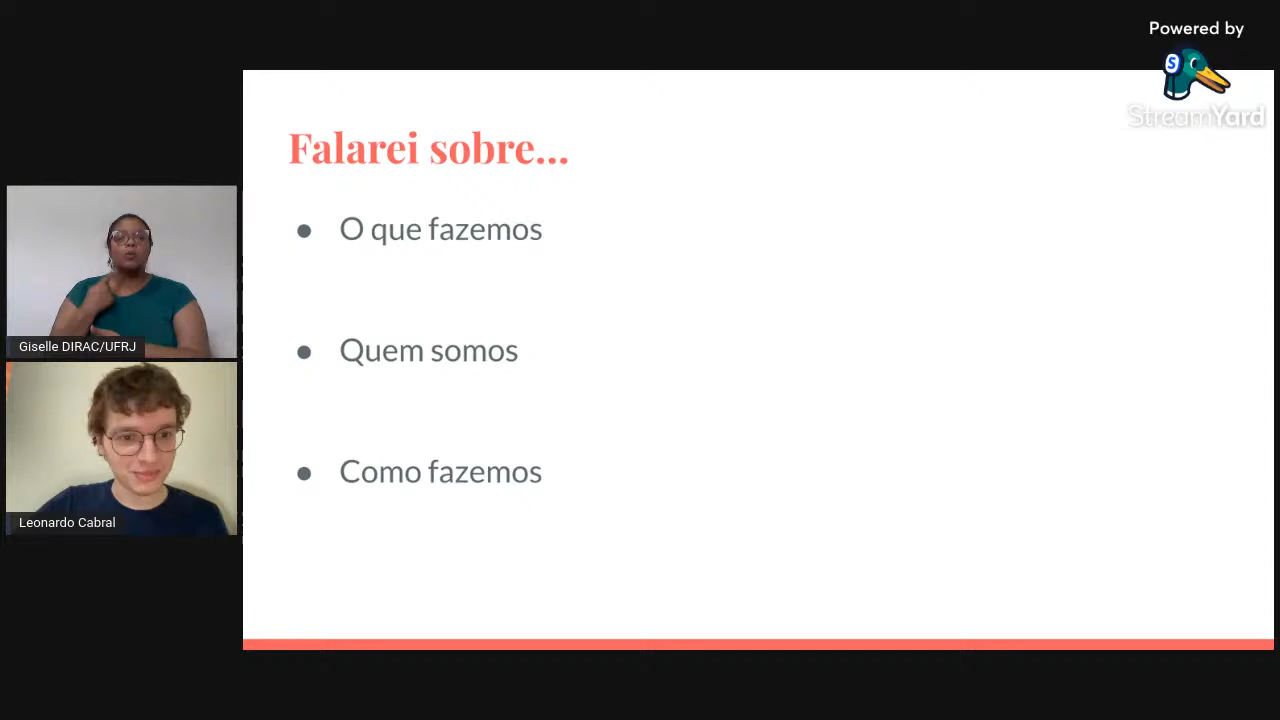 Powered by
S
StreamYard
Falarei sobre...
● O que fazemos
● Quem somos
● Como fazemos
Giselle DIRAC/UFRJ
Leonardo Cabral